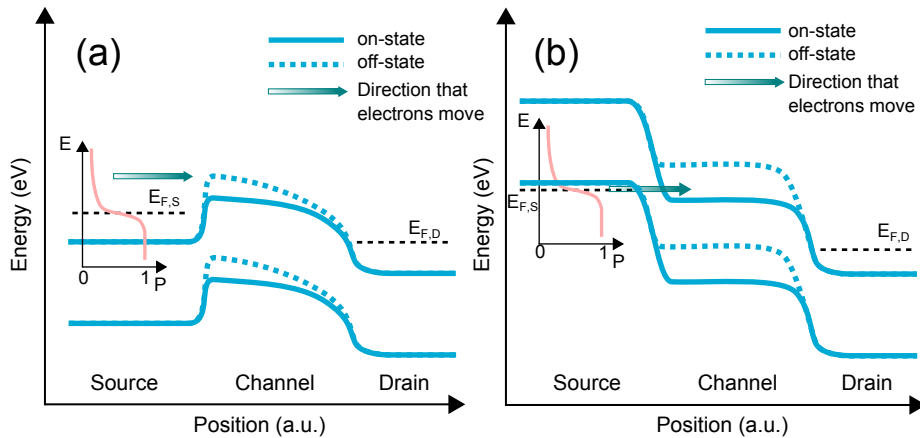 (a)
on-state
off-state
Direction that
electrons move
E
E_F,S
0
1
P
E_F,D
Energy (eV)
Source
Channel
Drain
Position (a.u.)
(b)
on-state
off-state
Direction that
electrons move
E
E_F,S
0
1
P
E_F,D
Energy (eV)
Source
Channel
Drain
Position (a.u.)